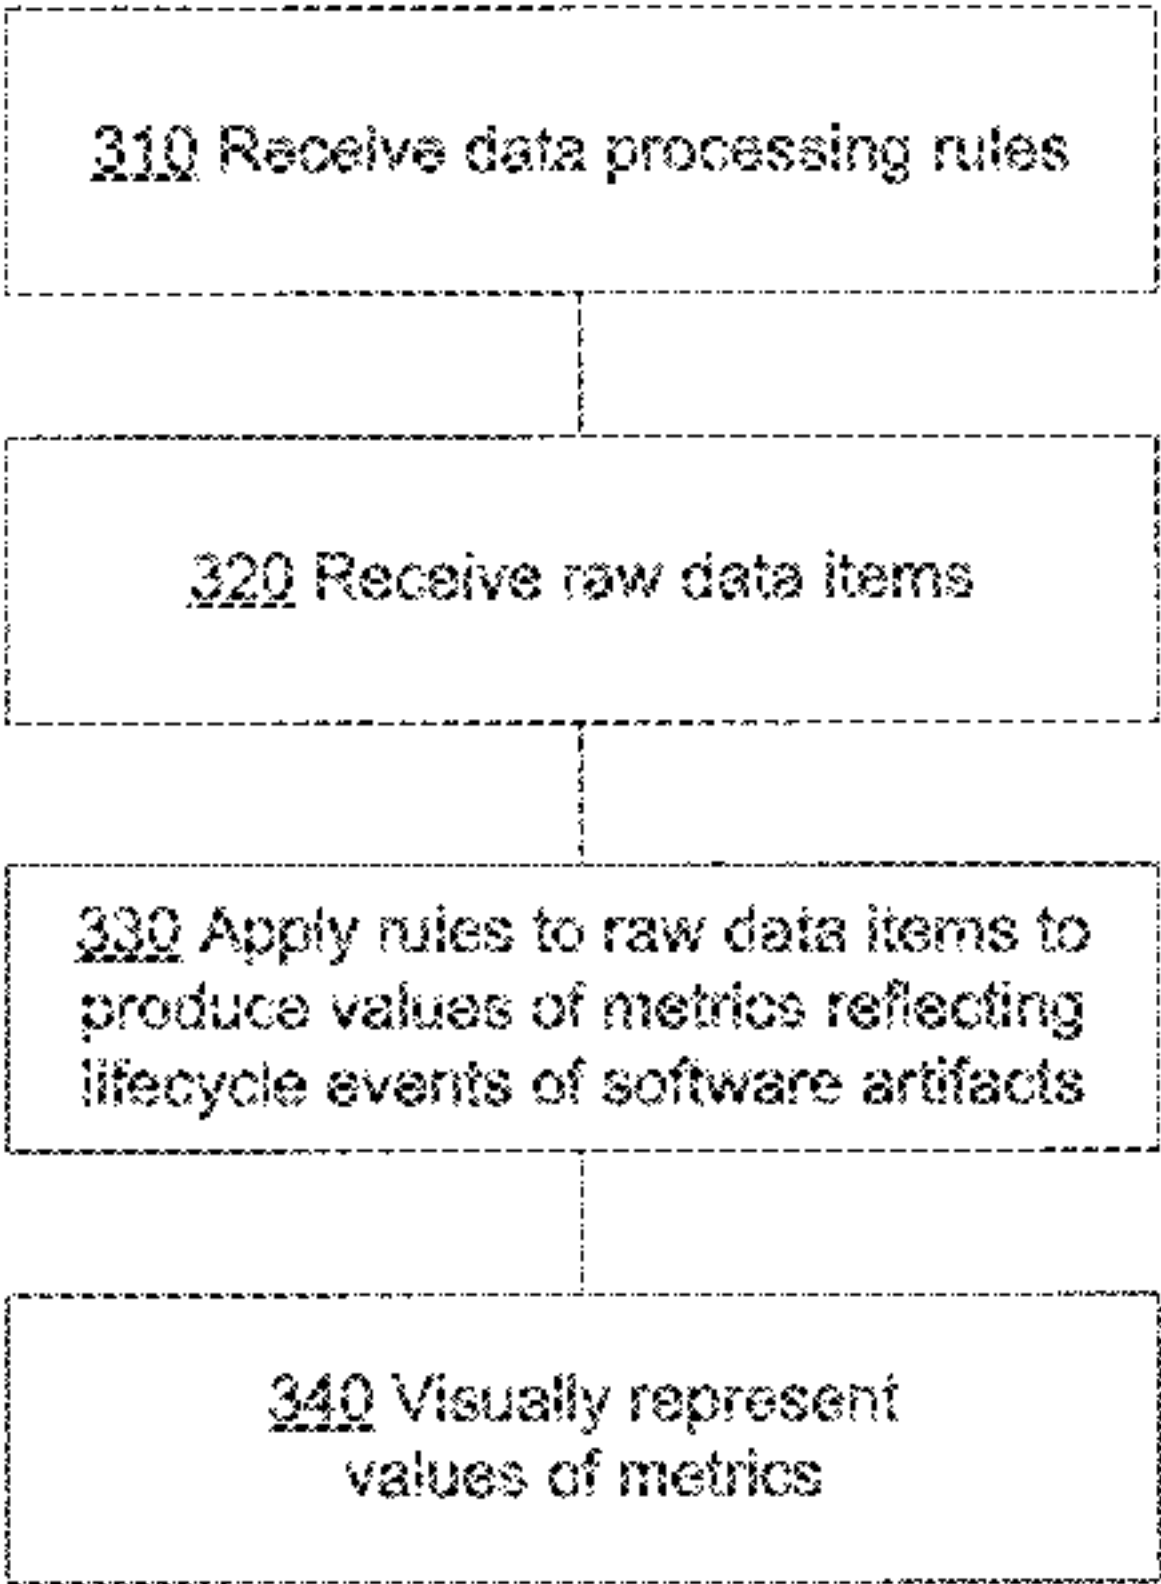 310 Receive data processing rules
320 Receive raw data items
330 Apply rules to raw data items to
produce values of metrics reflecting
lifecycle events of software artifacts
340 Visually represent
values of metrics